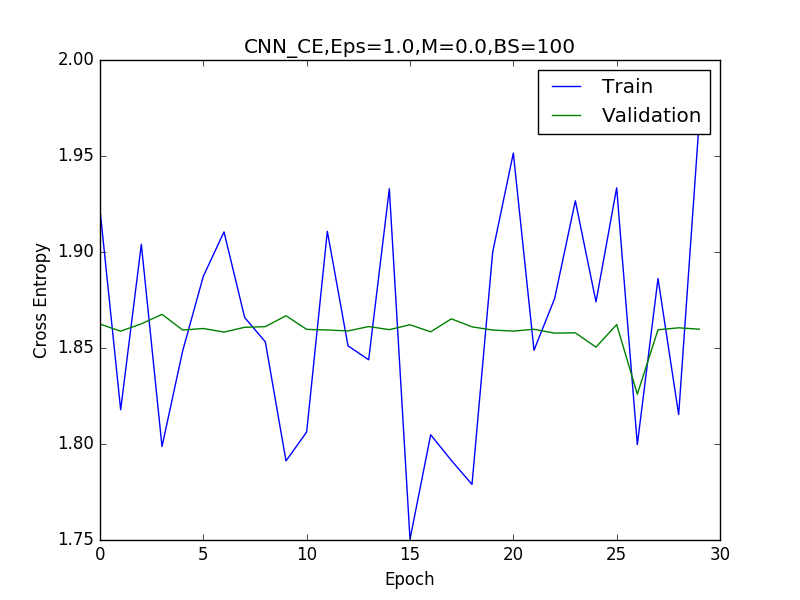 CNN_CE,Eps=1.0,M=0.0,BS=100
2.00
1.95
1.90
1.85
1.80
1.75
Cross Entropy
Train
Validation
0 5 10 15 20 25 30
Epoch